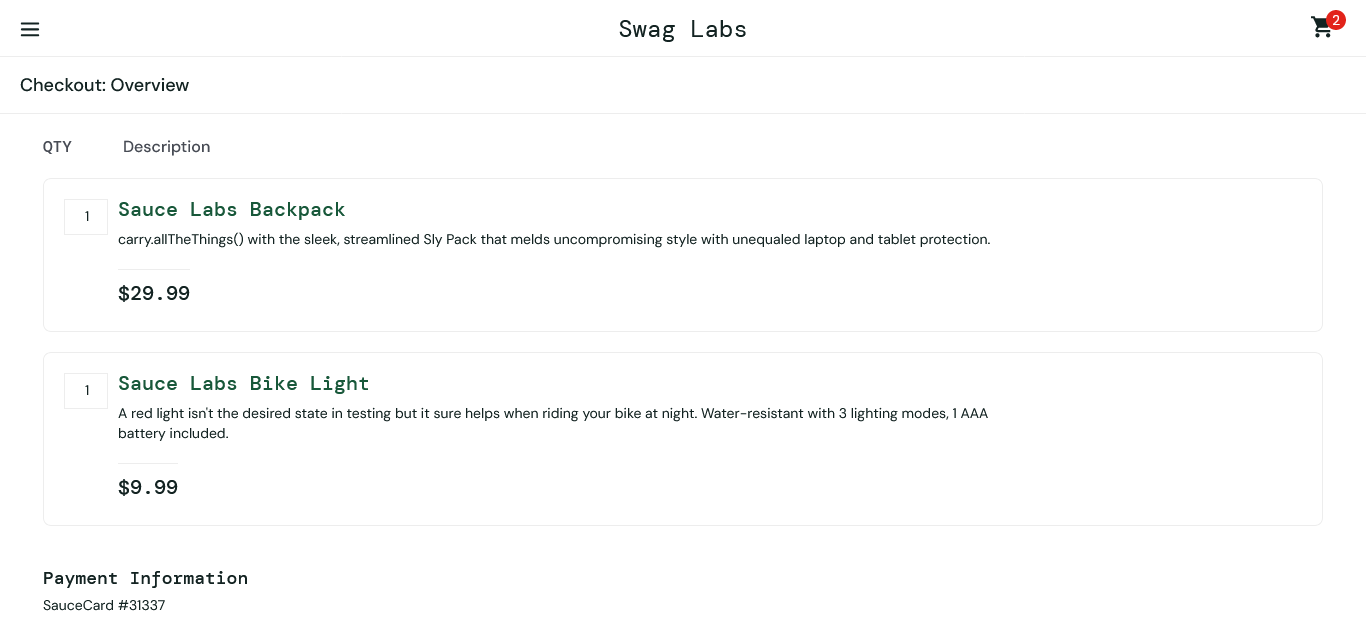 Swag Labs
2
Checkout: Overview
QTY Description
1 Sauce Labs Backpack
carry.allTheThings() with the sleek, streamlined Sly Pack that melds uncompromising style with unequaled laptop and tablet protection.
$29.99
1 Sauce Labs Bike Light
A red light isn't the desired state in testing but it sure helps when riding your bike at night. Water-resistant with 3 lighting modes, 1 AAA
battery included.
$9.99
Payment Information
SauceCard #31337